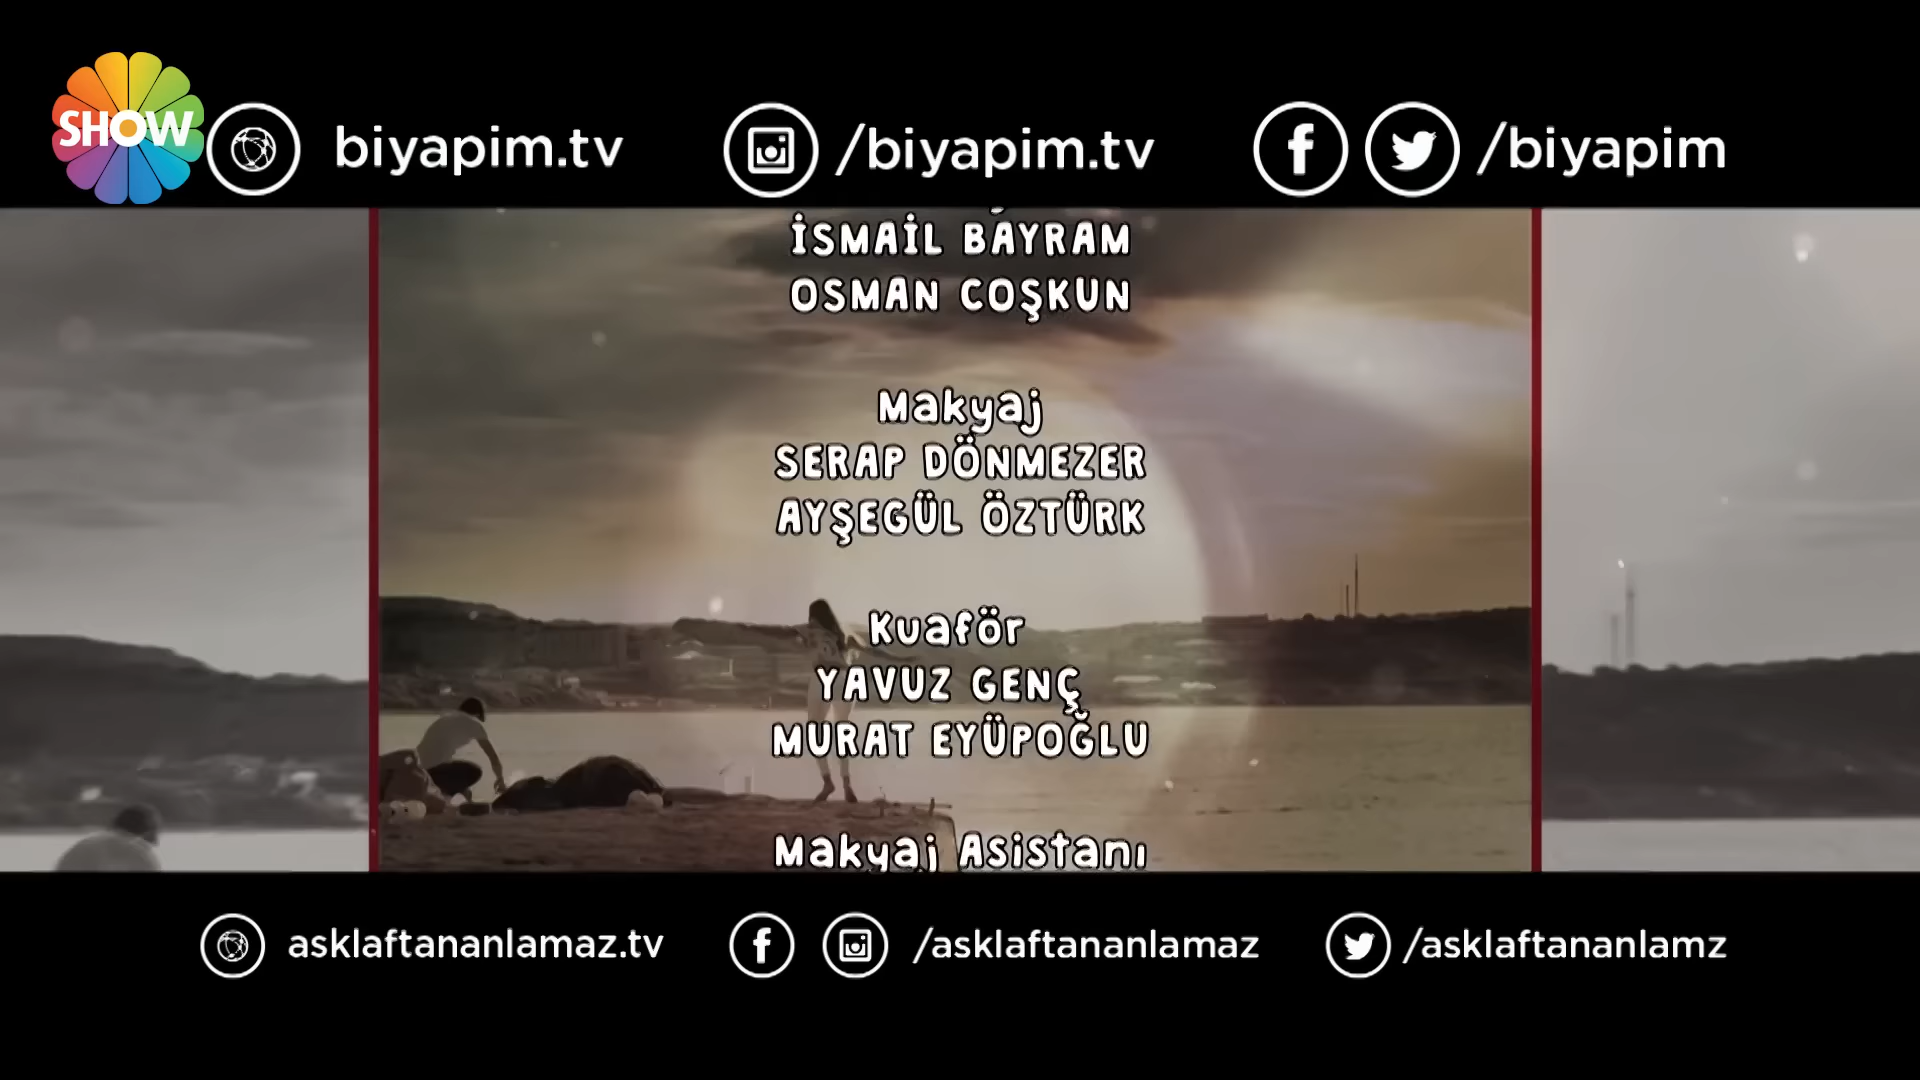 SHOW
biyapim.tv
/biyapim.tv
/biyapim
İSMAİL BAYRAM
OSMAN COŞKUN
Makyaj
SERAP DÖNMEZER
AYŞEGÜL ÖZTÜRK
Kuaför
YAVUZ GENÇ
MURAT EYÜPOĞLU
Makyaj Asistanı
asklaftananlamaz.tv
/asklaftananlamaz
/asklaftananlamz